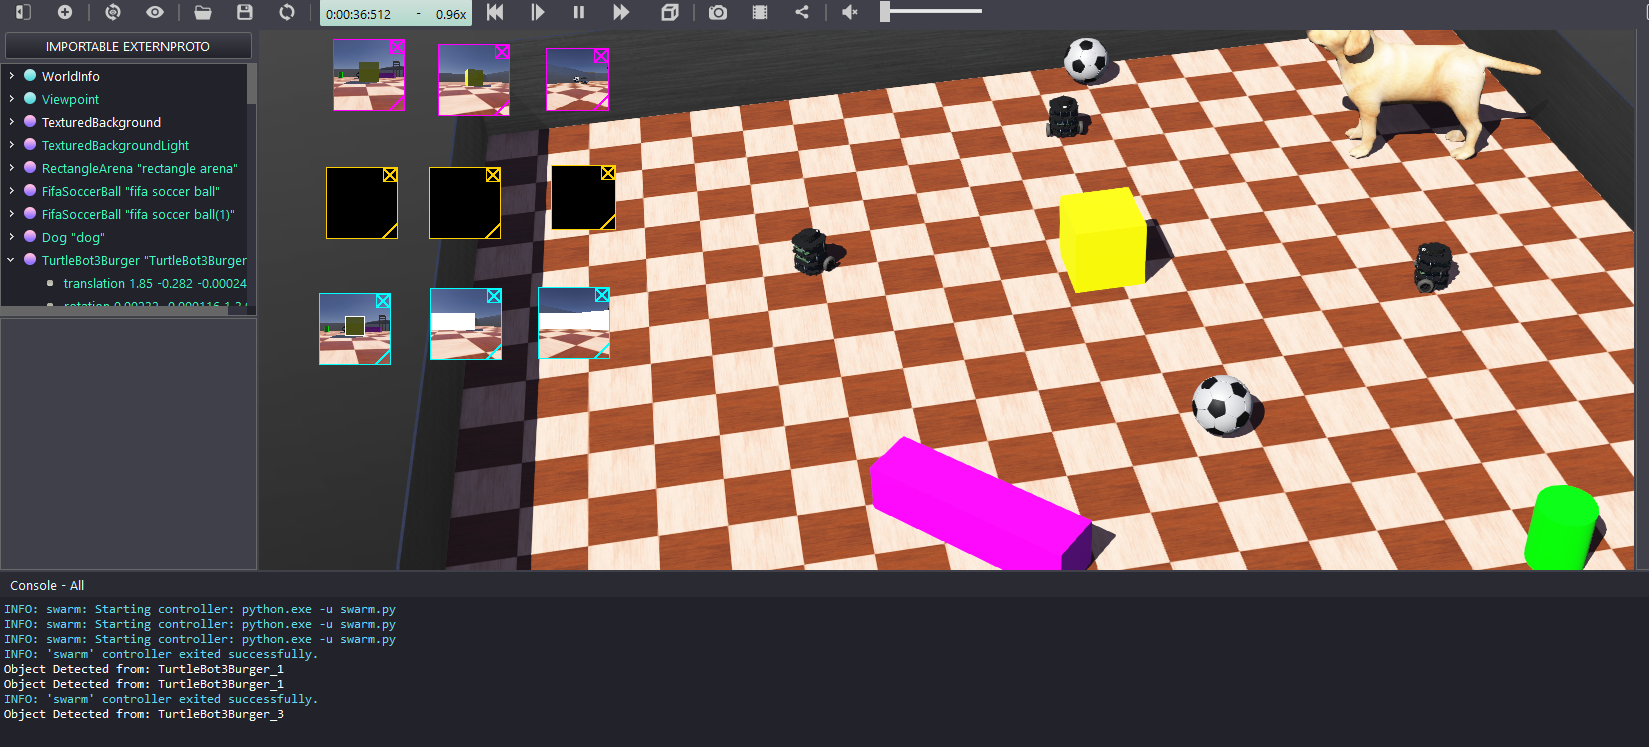 0:00:36:512 - 0.96x
IMPORTABLE EXTERNPROTO
WorldInfo
Viewpoint
TexturedBackground
TexturedBackgroundLight
RectangleArena "rectangle arena"
FifaSoccerBall "fifa soccer ball"
FifaSoccerBall "fifa soccer ball(1)"
Dog "dog"
TurtleBot3Burger "TurtleBot3Burger
translation 1.85 -0.282 -0.00024
Console - All
INFO: swarm: Starting controller: python.exe -u swarm.py
INFO: swarm: Starting controller: python.exe -u swarm.py
INFO: swarm: Starting controller: python.exe -u swarm.py
INFO: 'swarm' controller exited successfully.
Object Detected from: TurtleBot3Burger_1
Object Detected from: TurtleBot3Burger_1
INFO: 'swarm' controller exited successfully.
Object Detected from: TurtleBot3Burger_3